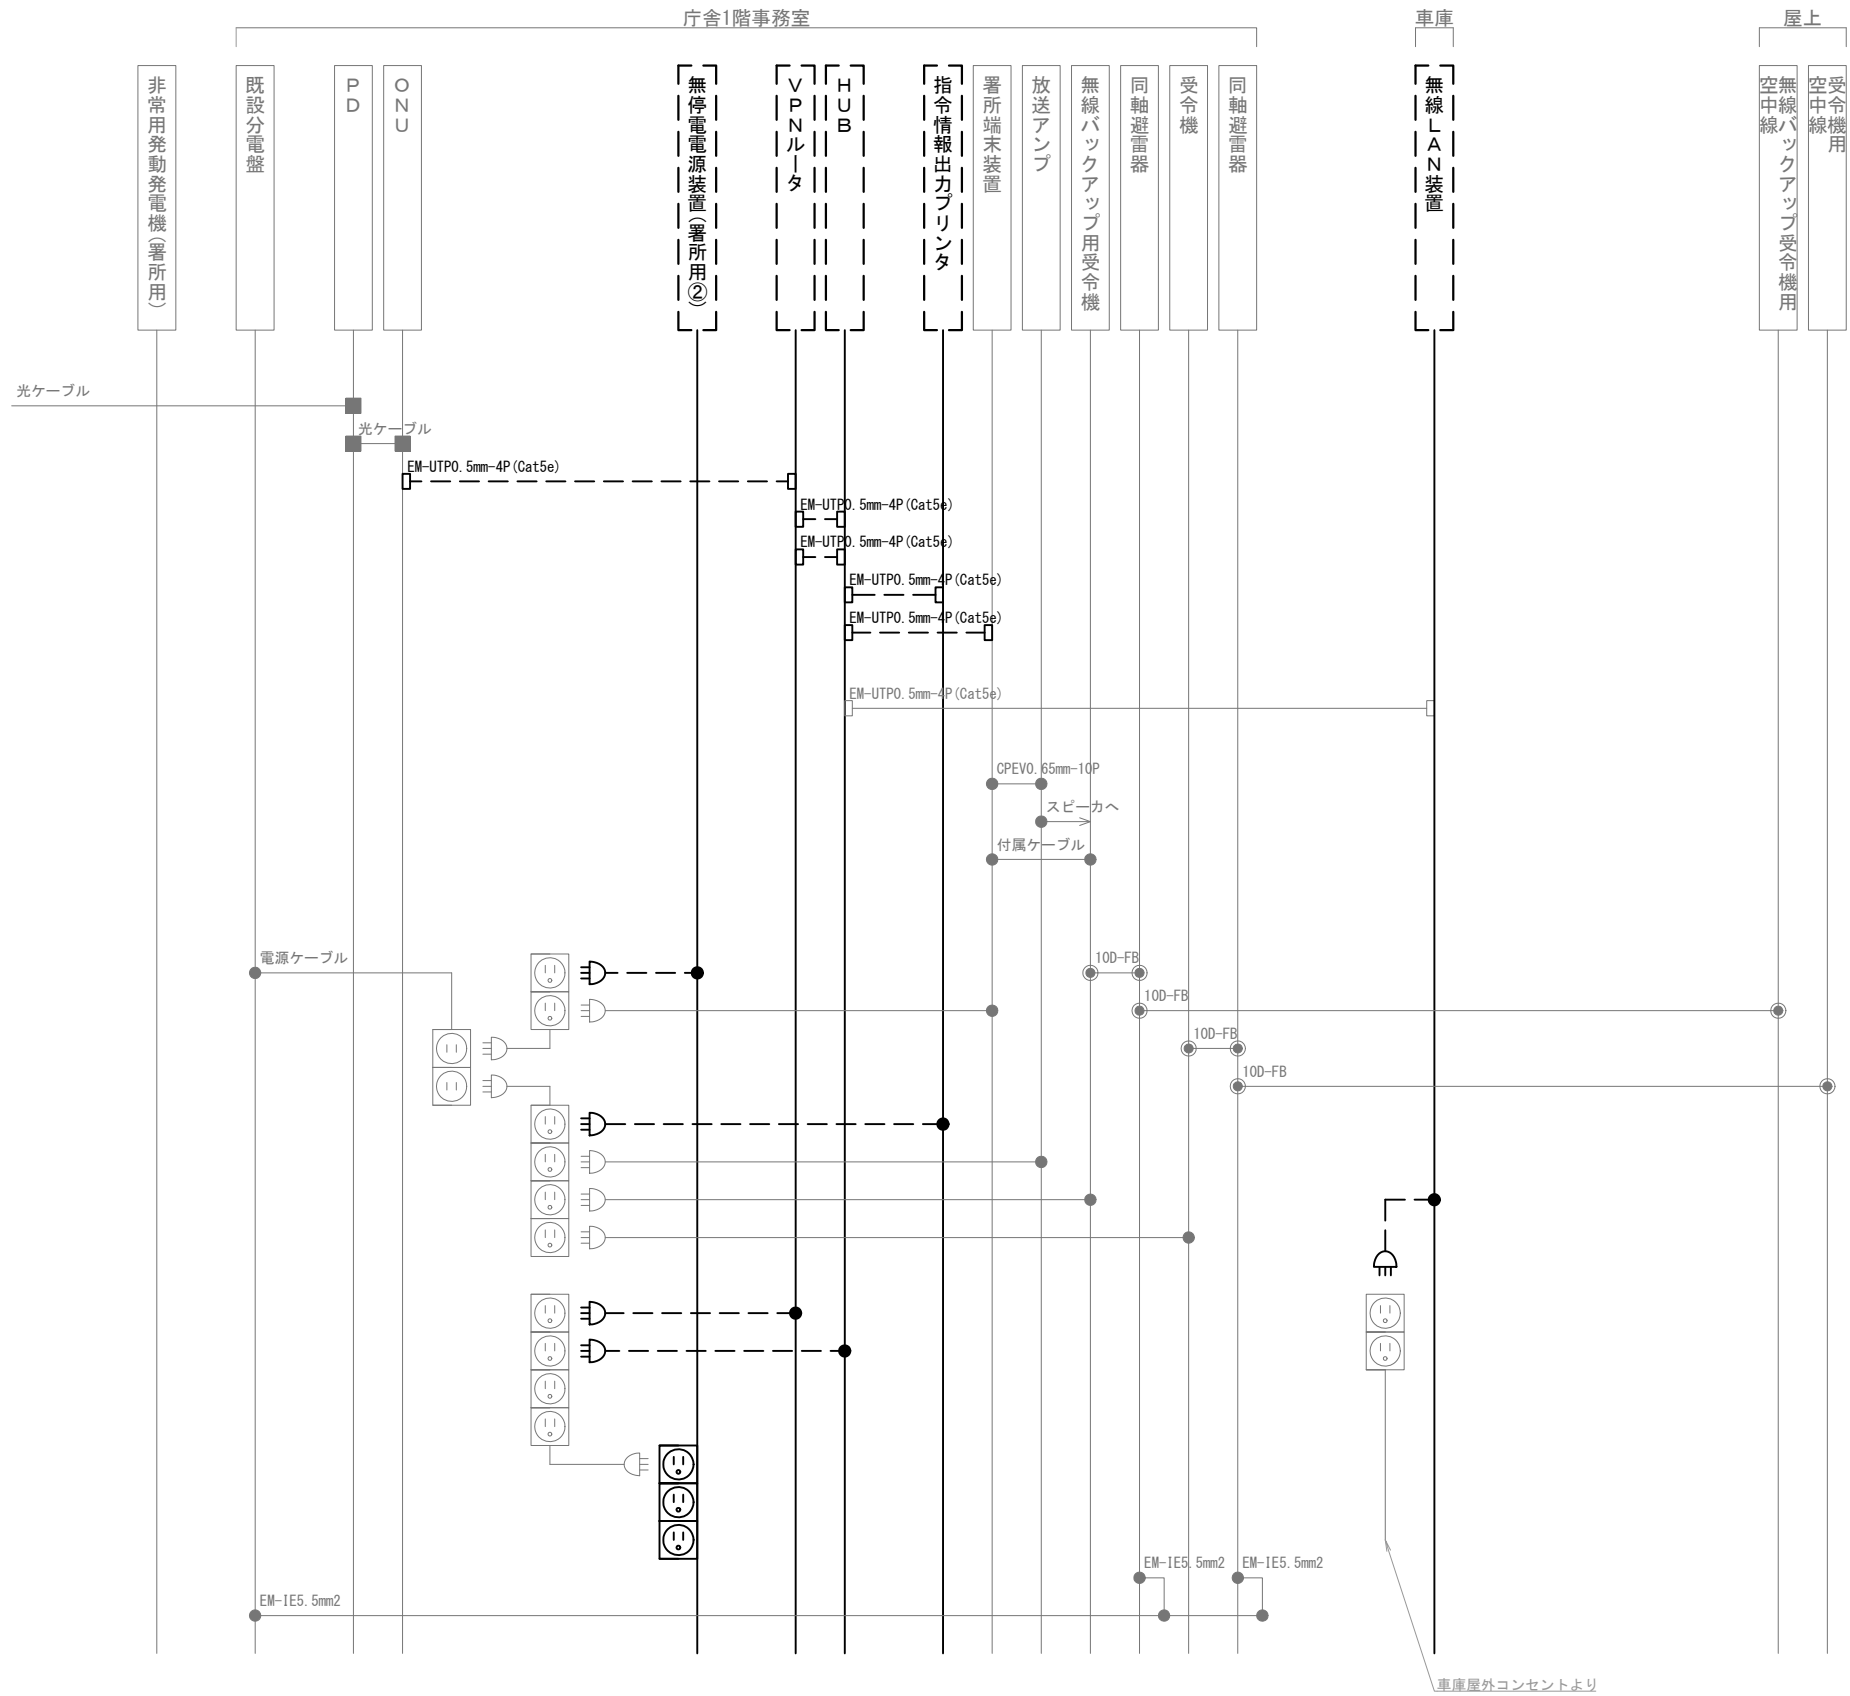 庁舎1階事務室
車庫
屋上
非常用発動発電機（署所用）
既設分電盤
PD
ONU
無停電電源装置（署所用②）
VPNルータ
HUB
指令情報出力プリンタ
署所端末装置
放送アンプ
無線バックアップ用受令機
同軸避雷器
受令機
同軸避雷器
無線LAN装置
無線バックアップ受令機用
空中線
受令機用
空中線
光ケーブル
光ケーブル
EM-UTP0.5mm-4P(Cat5e)
EM-UTP0.5mm-4P(Cat5e)
EM-UTP0.5mm-4P(Cat5e)
EM-UTP0.5mm-4P(Cat5e)
EM-UTP0.5mm-4P(Cat5e)
EM-UTP0.5mm-4P(Cat5e)
CPEV0.65mm-10P
スピーカへ
付属ケーブル
電源ケーブル
10D-FB
10D-FB
10D-FB
10D-FB
EM-IE5.5mm2
EM-IE5.5mm2
EM-IE5.5mm2
車庫屋外コンセントより